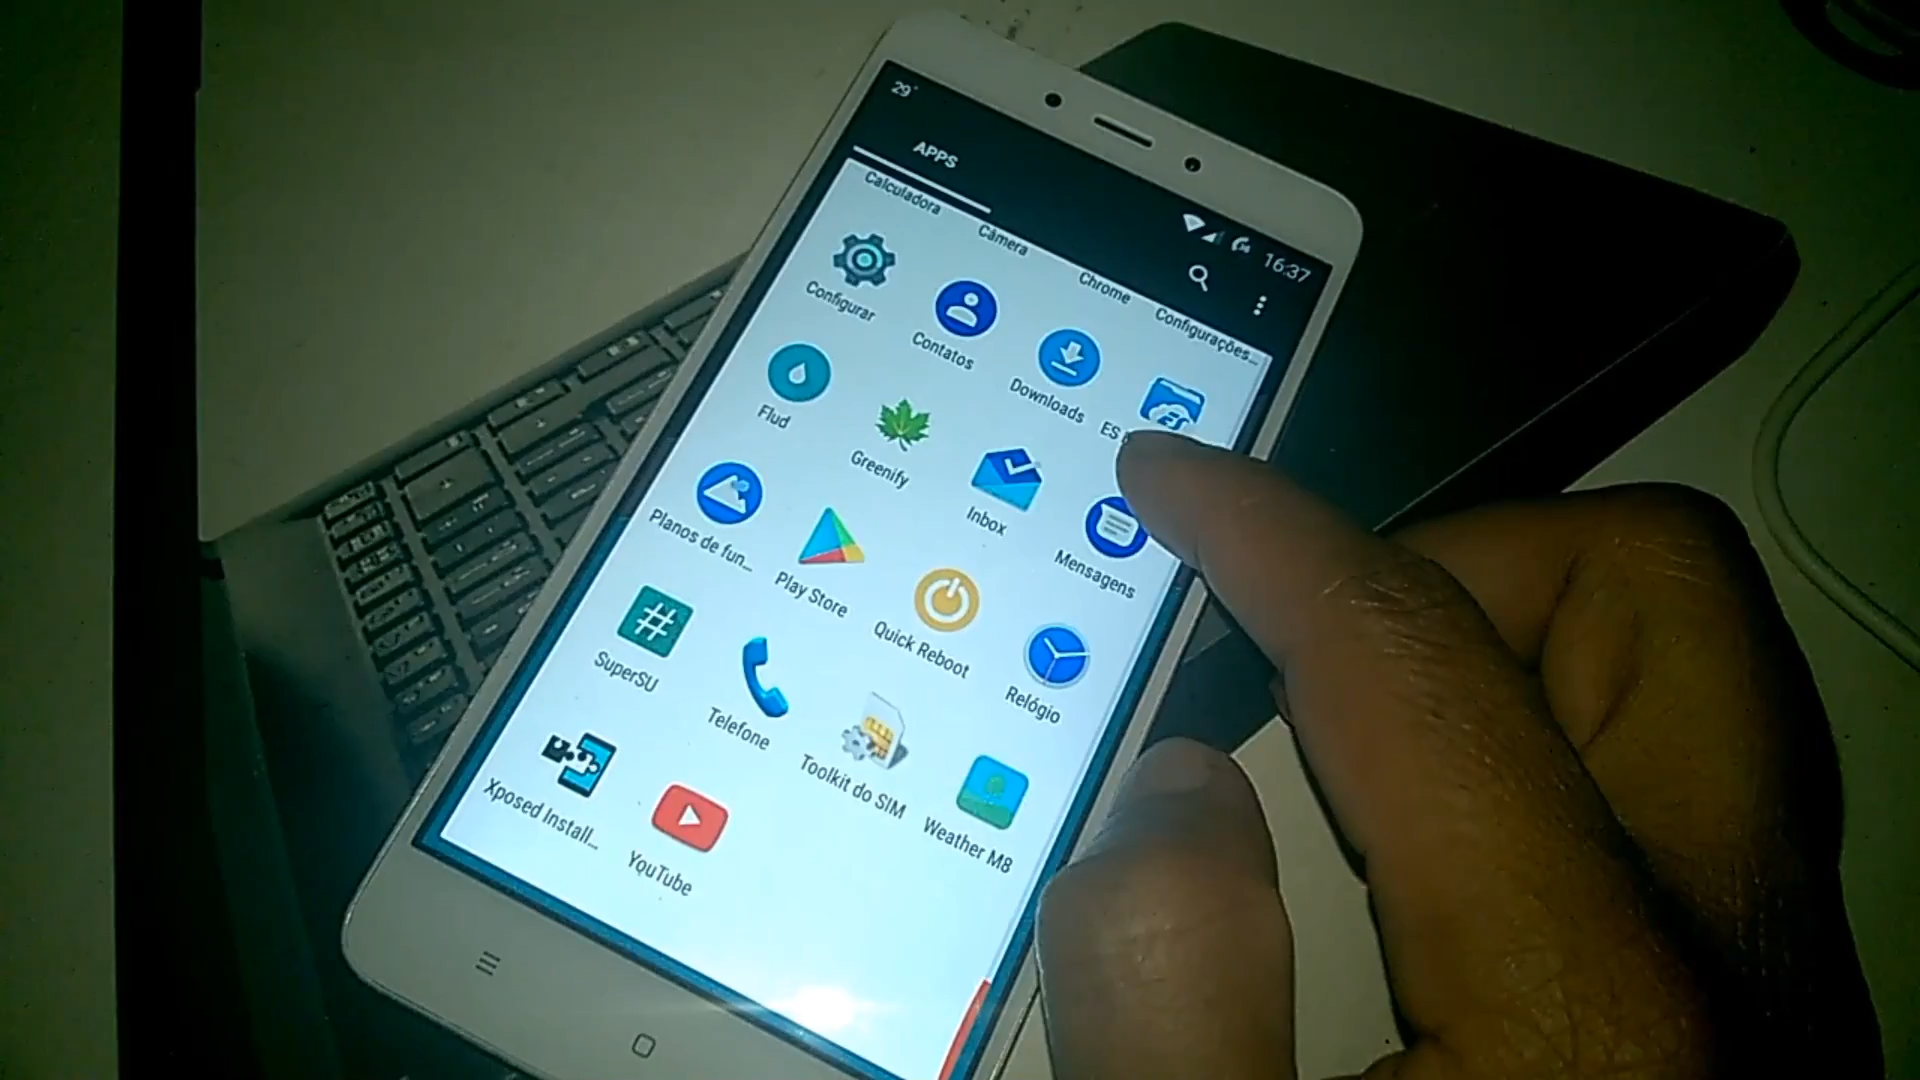 29°
16:37
APPS
Calculadora
Câmera
Chrome
Configurações...
Configurar
Contatos
Downloads
ES
Flud
Greenify
Inbox
Mensagens
Planos de fun...
Play Store
Quick Reboot
Relógio
SuperSU
Telefone
Toolkit do SIM
Weather M8
Xposed Install...
YouTube